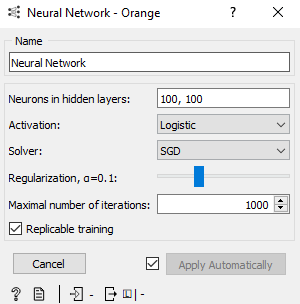 Neural Network - Orange ?
Name
Neural Network
Neurons in hidden layers: 100, 100
Activation: Logistic
Solver: SGD
Regularization, α=0.1:
Maximal number of iterations: 1000
Replicable training
Cancel Apply Automatically
? - -